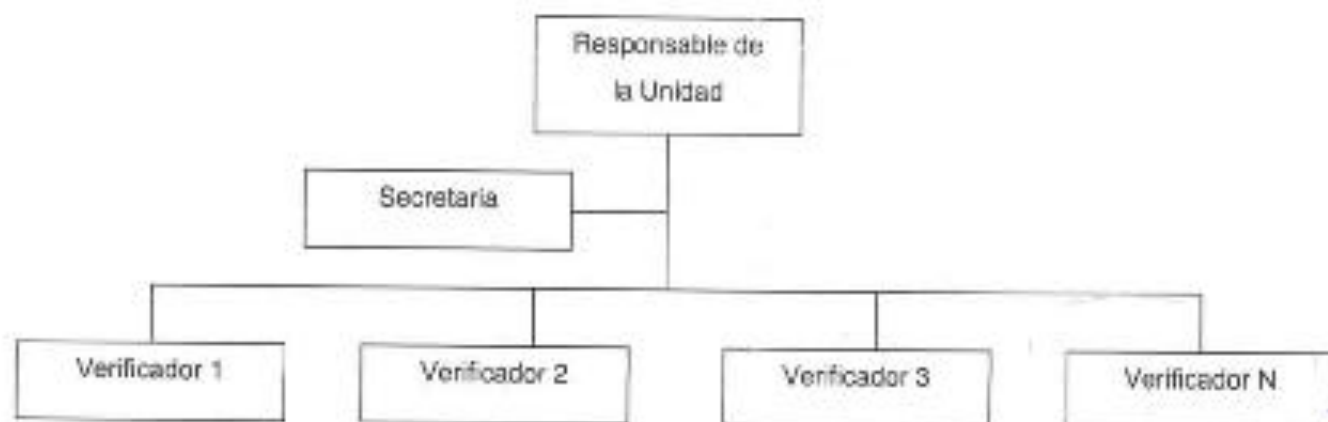 Responsable de
la Unidad
Secretaria
Verificador 1
Verificador 2
Verificador 3
Verificador N